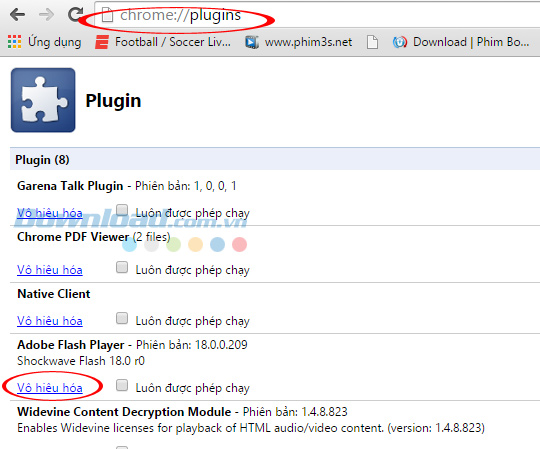 chrome://plugins
Ứng dụng Football / Soccer Liv... www.phim3s.net Download | Phim Bo...
Plugin
Plugin (8)
Garena Talk Plugin - Phiên bản: 1, 0, 0, 1
Vô hiệu hóa Luôn được phép chạy
Download.com.vn
Chrome PDF Viewer (2 files)
Vô hiệu hóa Luôn được phép chạy
Native Client
Vô hiệu hóa Luôn được phép chạy
Adobe Flash Player - Phiên bản: 18.0.0.209
Shockwave Flash 18.0 r0
Vô hiệu hóa Luôn được phép chạy
Widevine Content Decryption Module - Phiên bản: 1.4.8.823
Enables Widevine licenses for playback of HTML audio/video content. (version: 1.4.8.823)